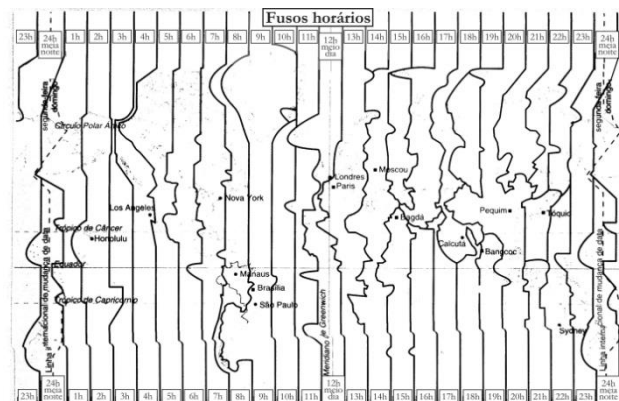 Fusos horários
23h 24h meia noite 1h 2h 3h 4h 5h 6h 7h 8h 9h 10h 11h 12h meio dia 13h 14h 15h 16h 17h 18h 19h 20h 21h 22h 23h 24h meia noite
segunda-feira
domingo
segunda-feira
domingo
Círculo Polar Ártico
Londres
Moscou
Paris
Nova York
Los Angeles
Bagdá
Pequim
Tóquio
Trópico de Câncer
Honolulu
Calcutá
Bangcoc
Equador
Manaus
Brasília
Trópico de Capricórnio
São Paulo
Sydney
Linha internacional de mudança de data
Meridiano de Greenwich
23h 24h meia noite 1h 2h 3h 4h 5h 6h 7h 8h 9h 10h 11h 12h meio dia 13h 14h 15h 16h 17h 18h 19h 20h 21h 22h 23h 24h meia noite